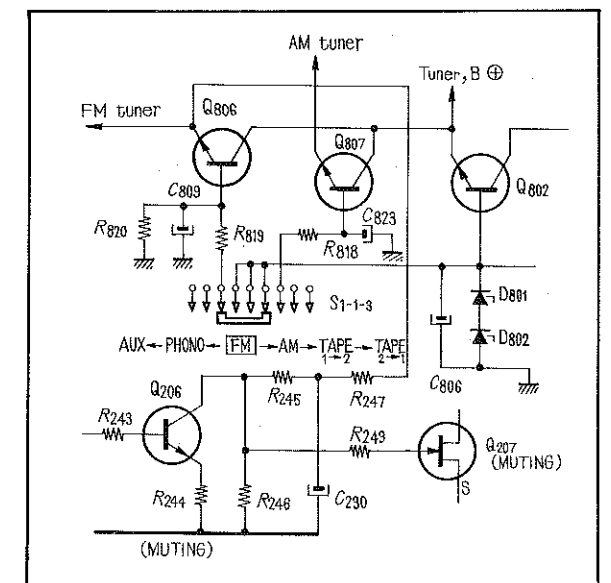 AM tuner
Tuner, B ⊕
FM tuner
Q806
Q807
Q802
C809
C823
R820
R819
R818
S1-1-3
D801
D802
AUX ← PHONO ← FM → AM → TAPE 1→2 → TAPE 2→1
C806
Q206
R245
R247
R243
R249
Q207
(MUTING)
R244
R246
C290
S
(MUTING)